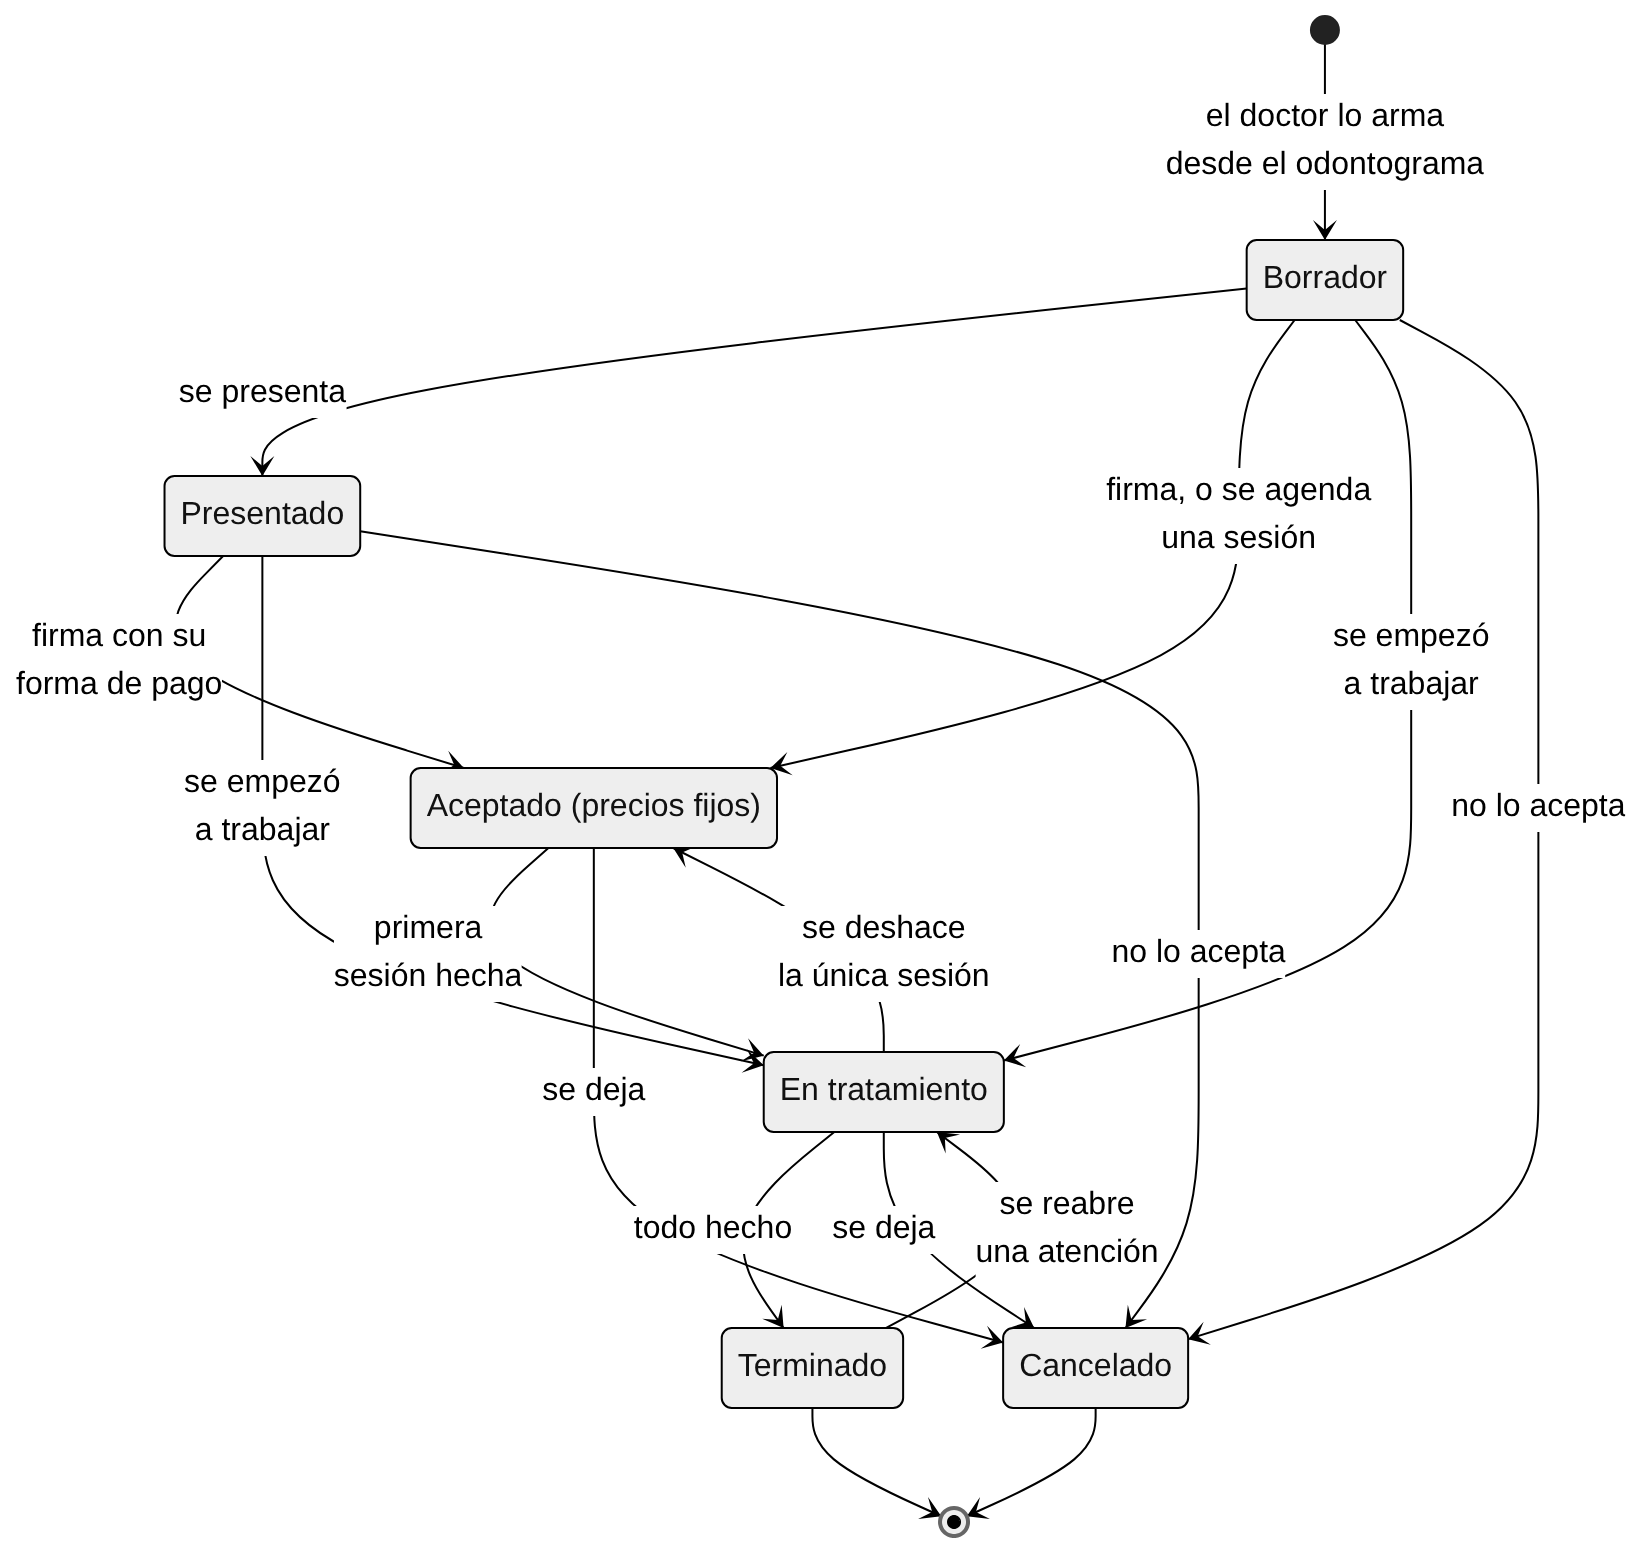 el doctor lo arma
desde el odontograma
Borrador
se presenta
Presentado
firma, o se agenda
una sesión
firma con su
forma de pago
se empezó
a trabajar
se empezó
a trabajar
Aceptado (precios fijos)
no lo acepta
primera
sesión hecha
se deshace
la única sesión
no lo acepta
se deja
En tratamiento
todo hecho
se deja
se reabre
una atención
Terminado
Cancelado